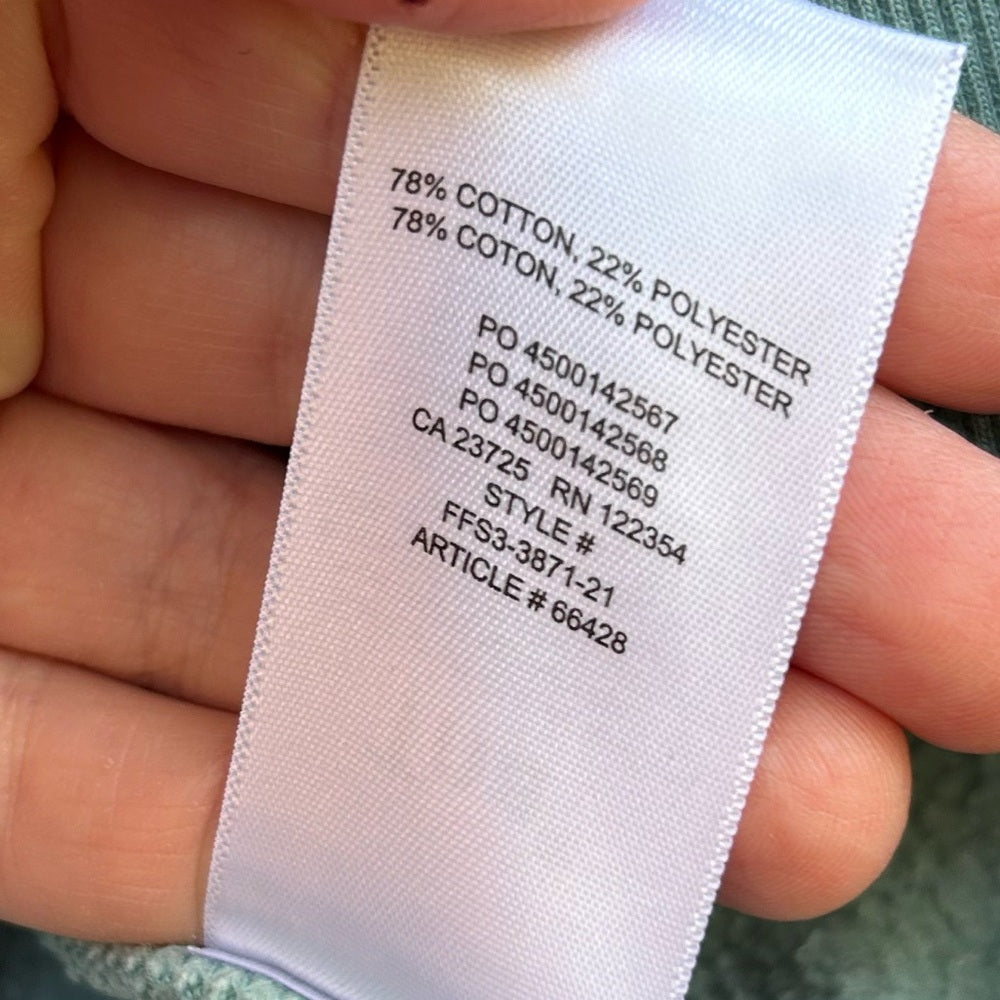 78% COTTON, 22% POLYESTER
78% COTON, 22% POLYESTER
PO 4500142567
PO 4500142568
PO 4500142569
CA 23725 RN 122354
STYLE #
FFS3-3871-21
ARTICLE # 66428